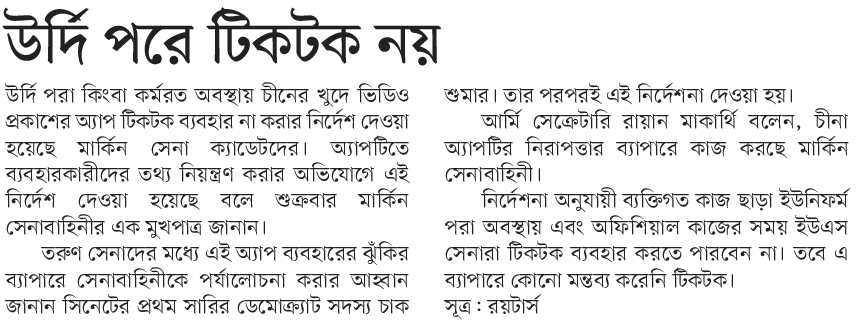 উর্দি পরে টিকটক নয়
উর্দি পরা কিংবা কর্মরত অবস্থায় চীনের খুদে ভিডিও
প্রকাশের অ্যাপ টিকটক ব্যবহার না করার নির্দেশ দেওয়া
হয়েছে মার্কিন সেনা ক্যাডেটদের। অ্যাপটিতে
ব্যবহারকারীদের তথ্য নিয়ন্ত্রণ করার অভিযোগে এই
নির্দেশ দেওয়া হয়েছে বলে শুক্রবার মার্কিন
সেনাবাহিনীর এক মুখপাত্র জানান।
তরুণ সেনাদের মধ্যে এই অ্যাপ ব্যবহারের ঝুঁকির
ব্যাপারে সেনাবাহিনীকে পর্যালোচনা করার আহ্বান
জানান সিনেটের প্রথম সারির ডেমোক্র্যাট সদস্য চাক
শুমার। তার পরপরই এই নির্দেশনা দেওয়া হয়।
আর্মি সেক্রেটারি রায়ান মাকার্থি বলেন, চীনা
অ্যাপটির নিরাপত্তার ব্যাপারে কাজ করছে মার্কিন
সেনাবাহিনী।
নির্দেশনা অনুযায়ী ব্যক্তিগত কাজ ছাড়া ইউনিফর্ম
পরা অবস্থায় এবং অফিশিয়াল কাজের সময় ইউএস
সেনারা টিকটক ব্যবহার করতে পারবেন না। তবে এ
ব্যাপারে কোনো মন্তব্য করেনি টিকটক।
সূত্র : রয়টার্স